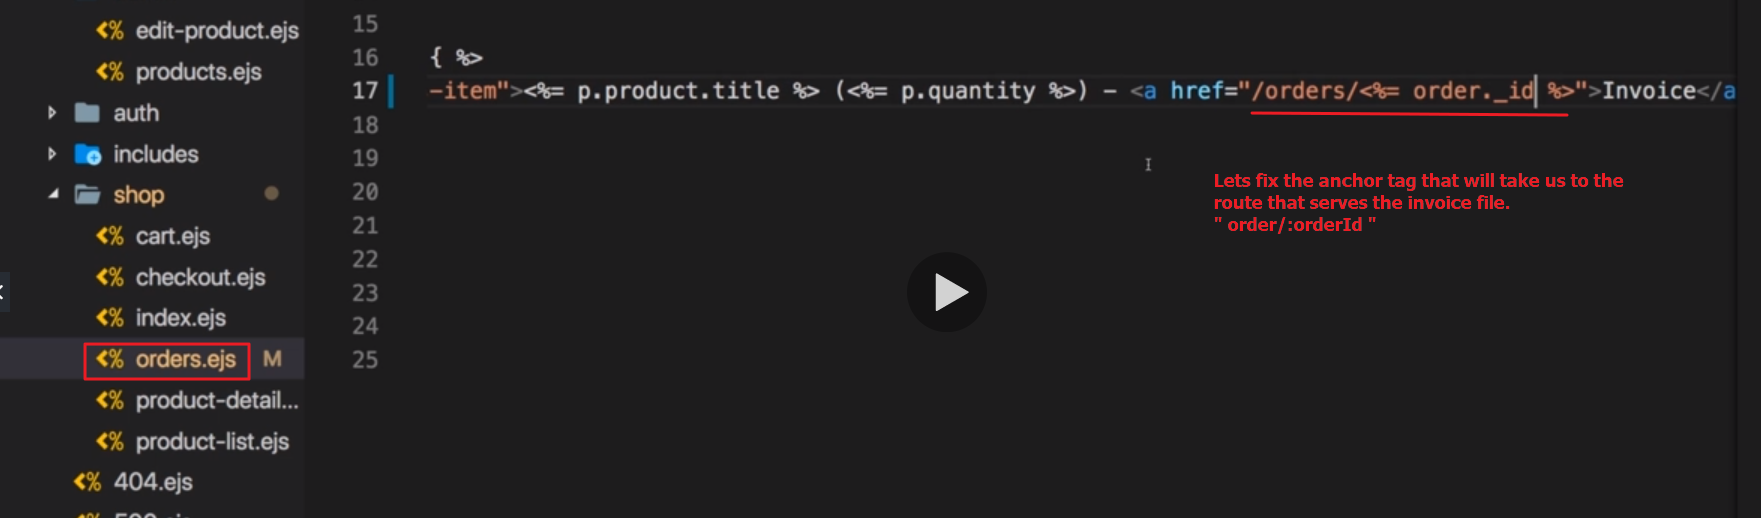 edit-product.ejs
products.ejs
auth
includes
shop
cart.ejs
checkout.ejs
index.ejs
orders.ejs M
product-detail...
product-list.ejs
404.ejs
15
16 { %>
17 -item"><%= p.product.title %> (<%= p.quantity %>) - <a href="/orders/<%= order._id %>">Invoice</a
18
19
20
21
22
23
24
25
Lets fix the anchor tag that will take us to the
route that serves the invoice file.
" order/:orderId "